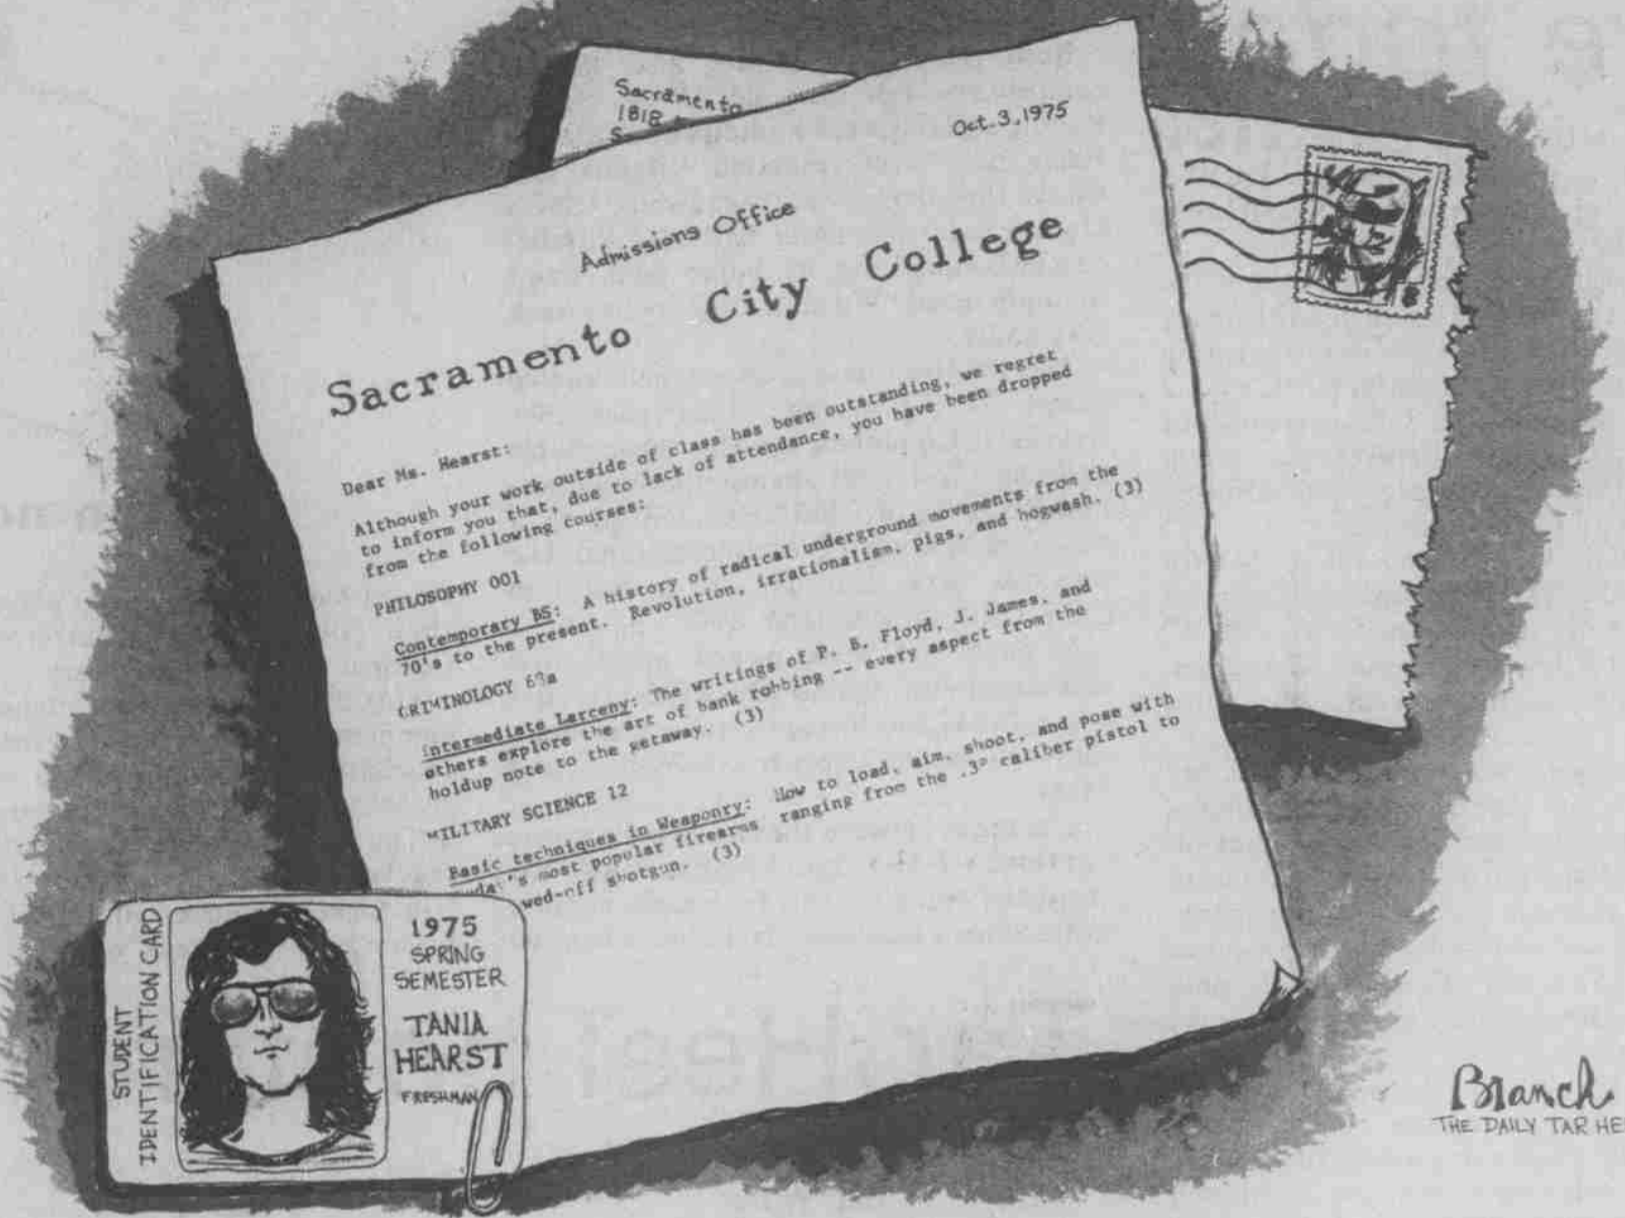 Sacramento
1818
S
Oct. 3, 1975
Admissions Office
Sacramento City College
Dear Ms. Hearst:
Although your work outside of class has been outstanding, we regret
to inform you that, due to lack of attendance, you have been dropped
from the following courses:
PHILOSOPHY 001
Contemporary BS: A history of radical underground movements from the
70's to the present. Revolution, irrationalism, pigs, and hogwash. (3)
CRIMINOLOGY
Intermediate Larceny: The writings of P. B. Floyd, J. James, and
others explore the art of bank robbing -- every aspect from the
holdup note to the getaway. (3)
MILITARY SCIENCE 12
Basic techniques in Weaponry: How to load, aim, shoot, and pose with
's most popular firearms ranging from the caliber pistol to
wed-off shotgun. (3)
8
STUDENT
IDENTIFICATION CARD
1975
SPRING
SEMESTER
TANIA
HEARST
FRESHMAN
Branch
THE DAILY TAR HE